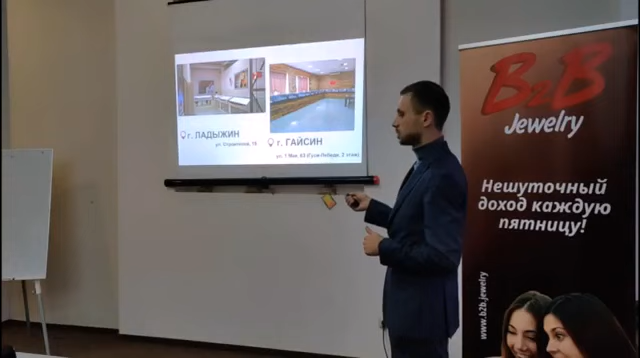 г. ЛАДЫЖИН
г. ГАЙСИН
B2B
Jewelry
Нешуточный
доход каждую
пятницу!
www.b2b.jewelry